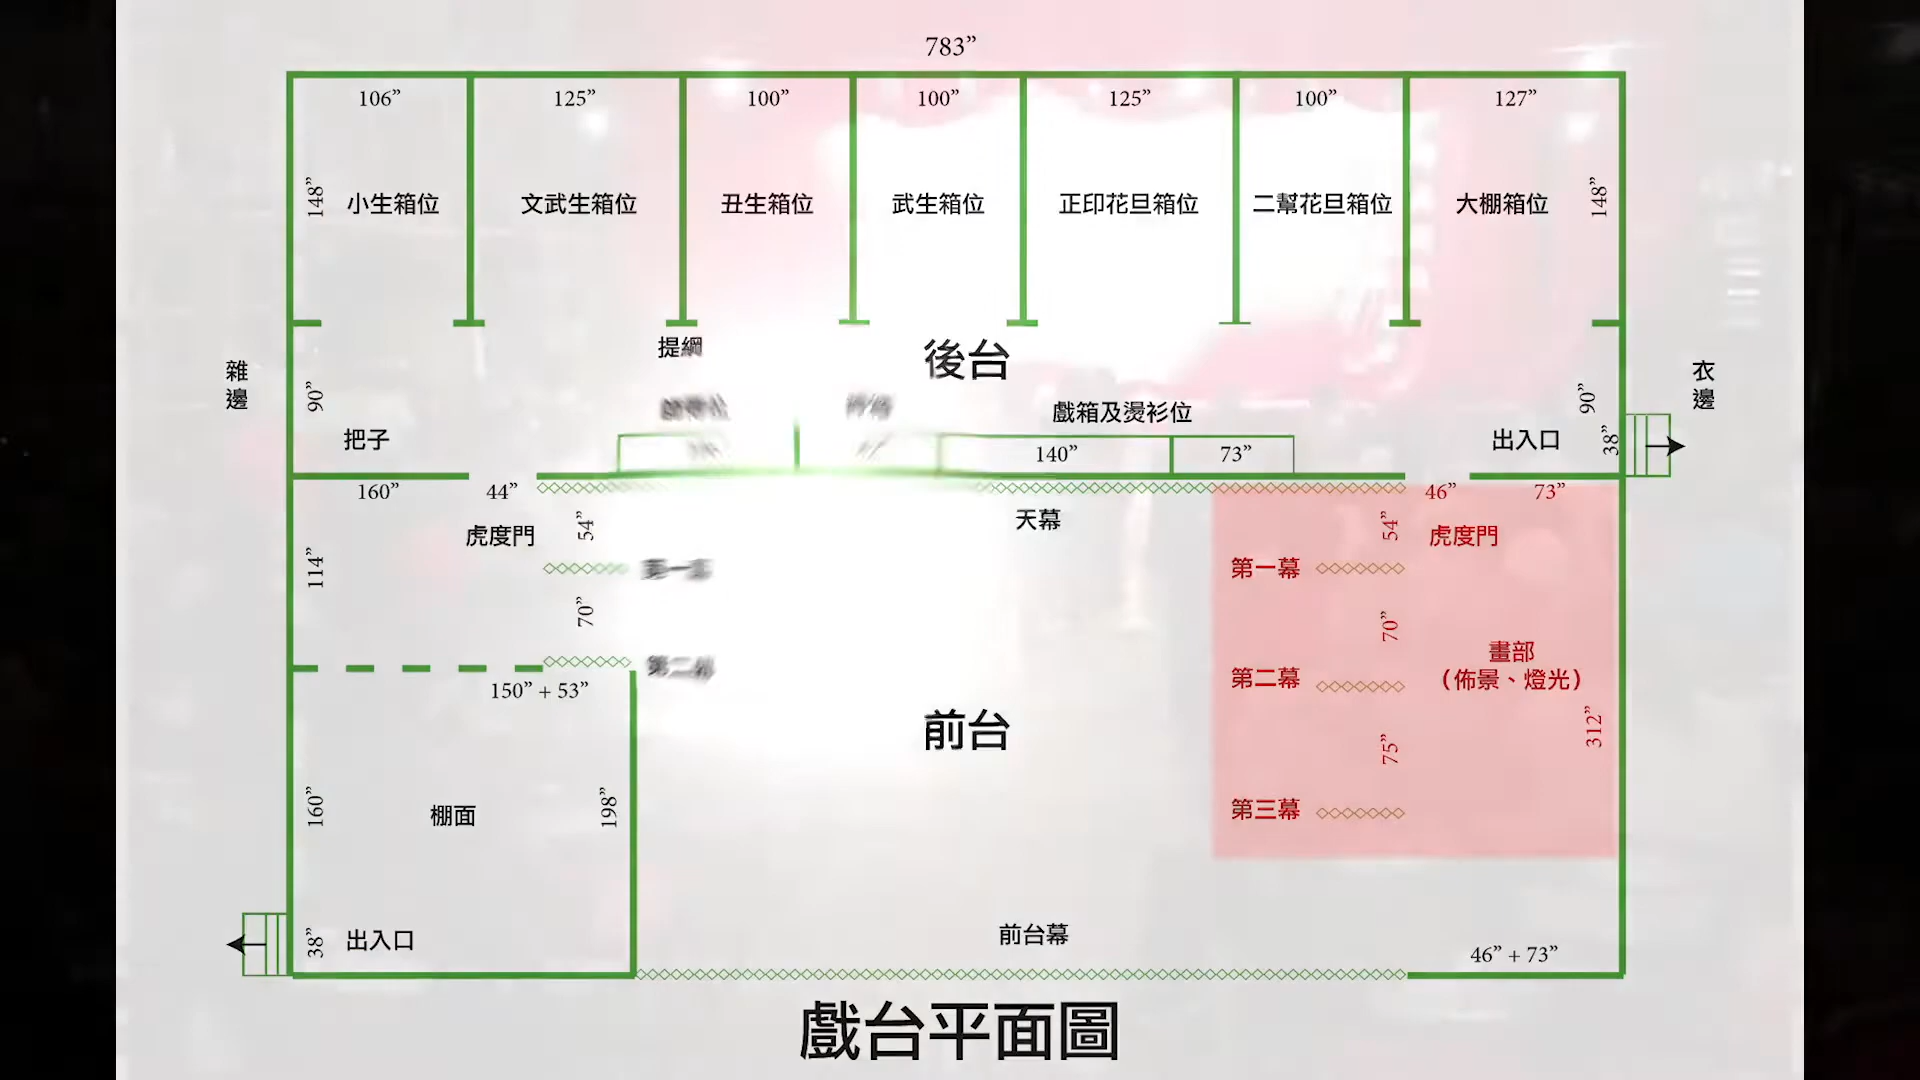 783”
106”
125”
100”
100”
125”
100”
127”
148”
小生箱位
文武生箱位
丑生箱位
武生箱位
正印花旦箱位
二幫花旦箱位
大棚箱位
148”
提綱
後台
雜邊
90”
戲箱及燙衫位
90”
衣邊
把子
140”
73”
出入口
38”
160”
44”
46”
73”
天幕
虎度門
54”
54”
虎度門
114”
第一幕
第一幕
70”
70”
畫部
（佈景、燈光）
第二幕
第二幕
150” + 53”
312”
前台
75”
160”
棚面
198”
第三幕
38”
出入口
前台幕
46” + 73”
戲台平面圖